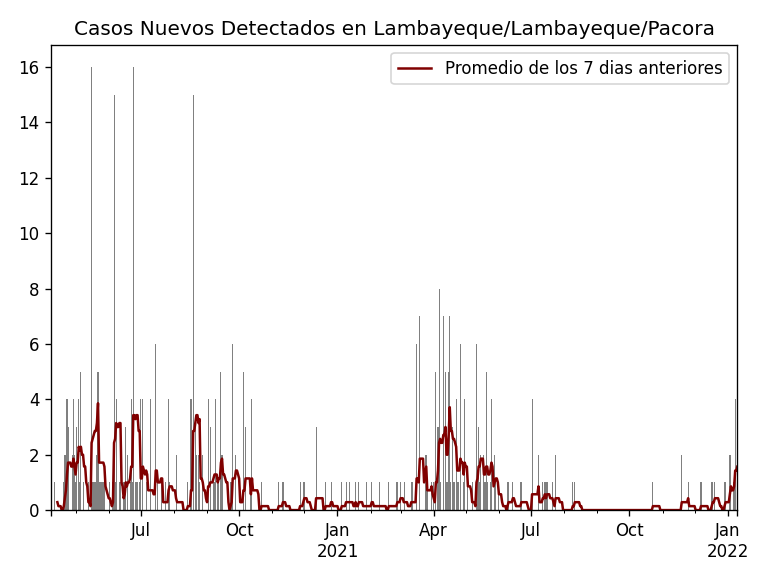 Casos Nuevos Detectados en Lambayeque/Lambayeque/Pacora
Promedio de los 7 dias anteriores
16
14
12
10
8
6
4
2
0
Jul
Oct
Jan
2021
Apr
Jul
Oct
Jan
2022